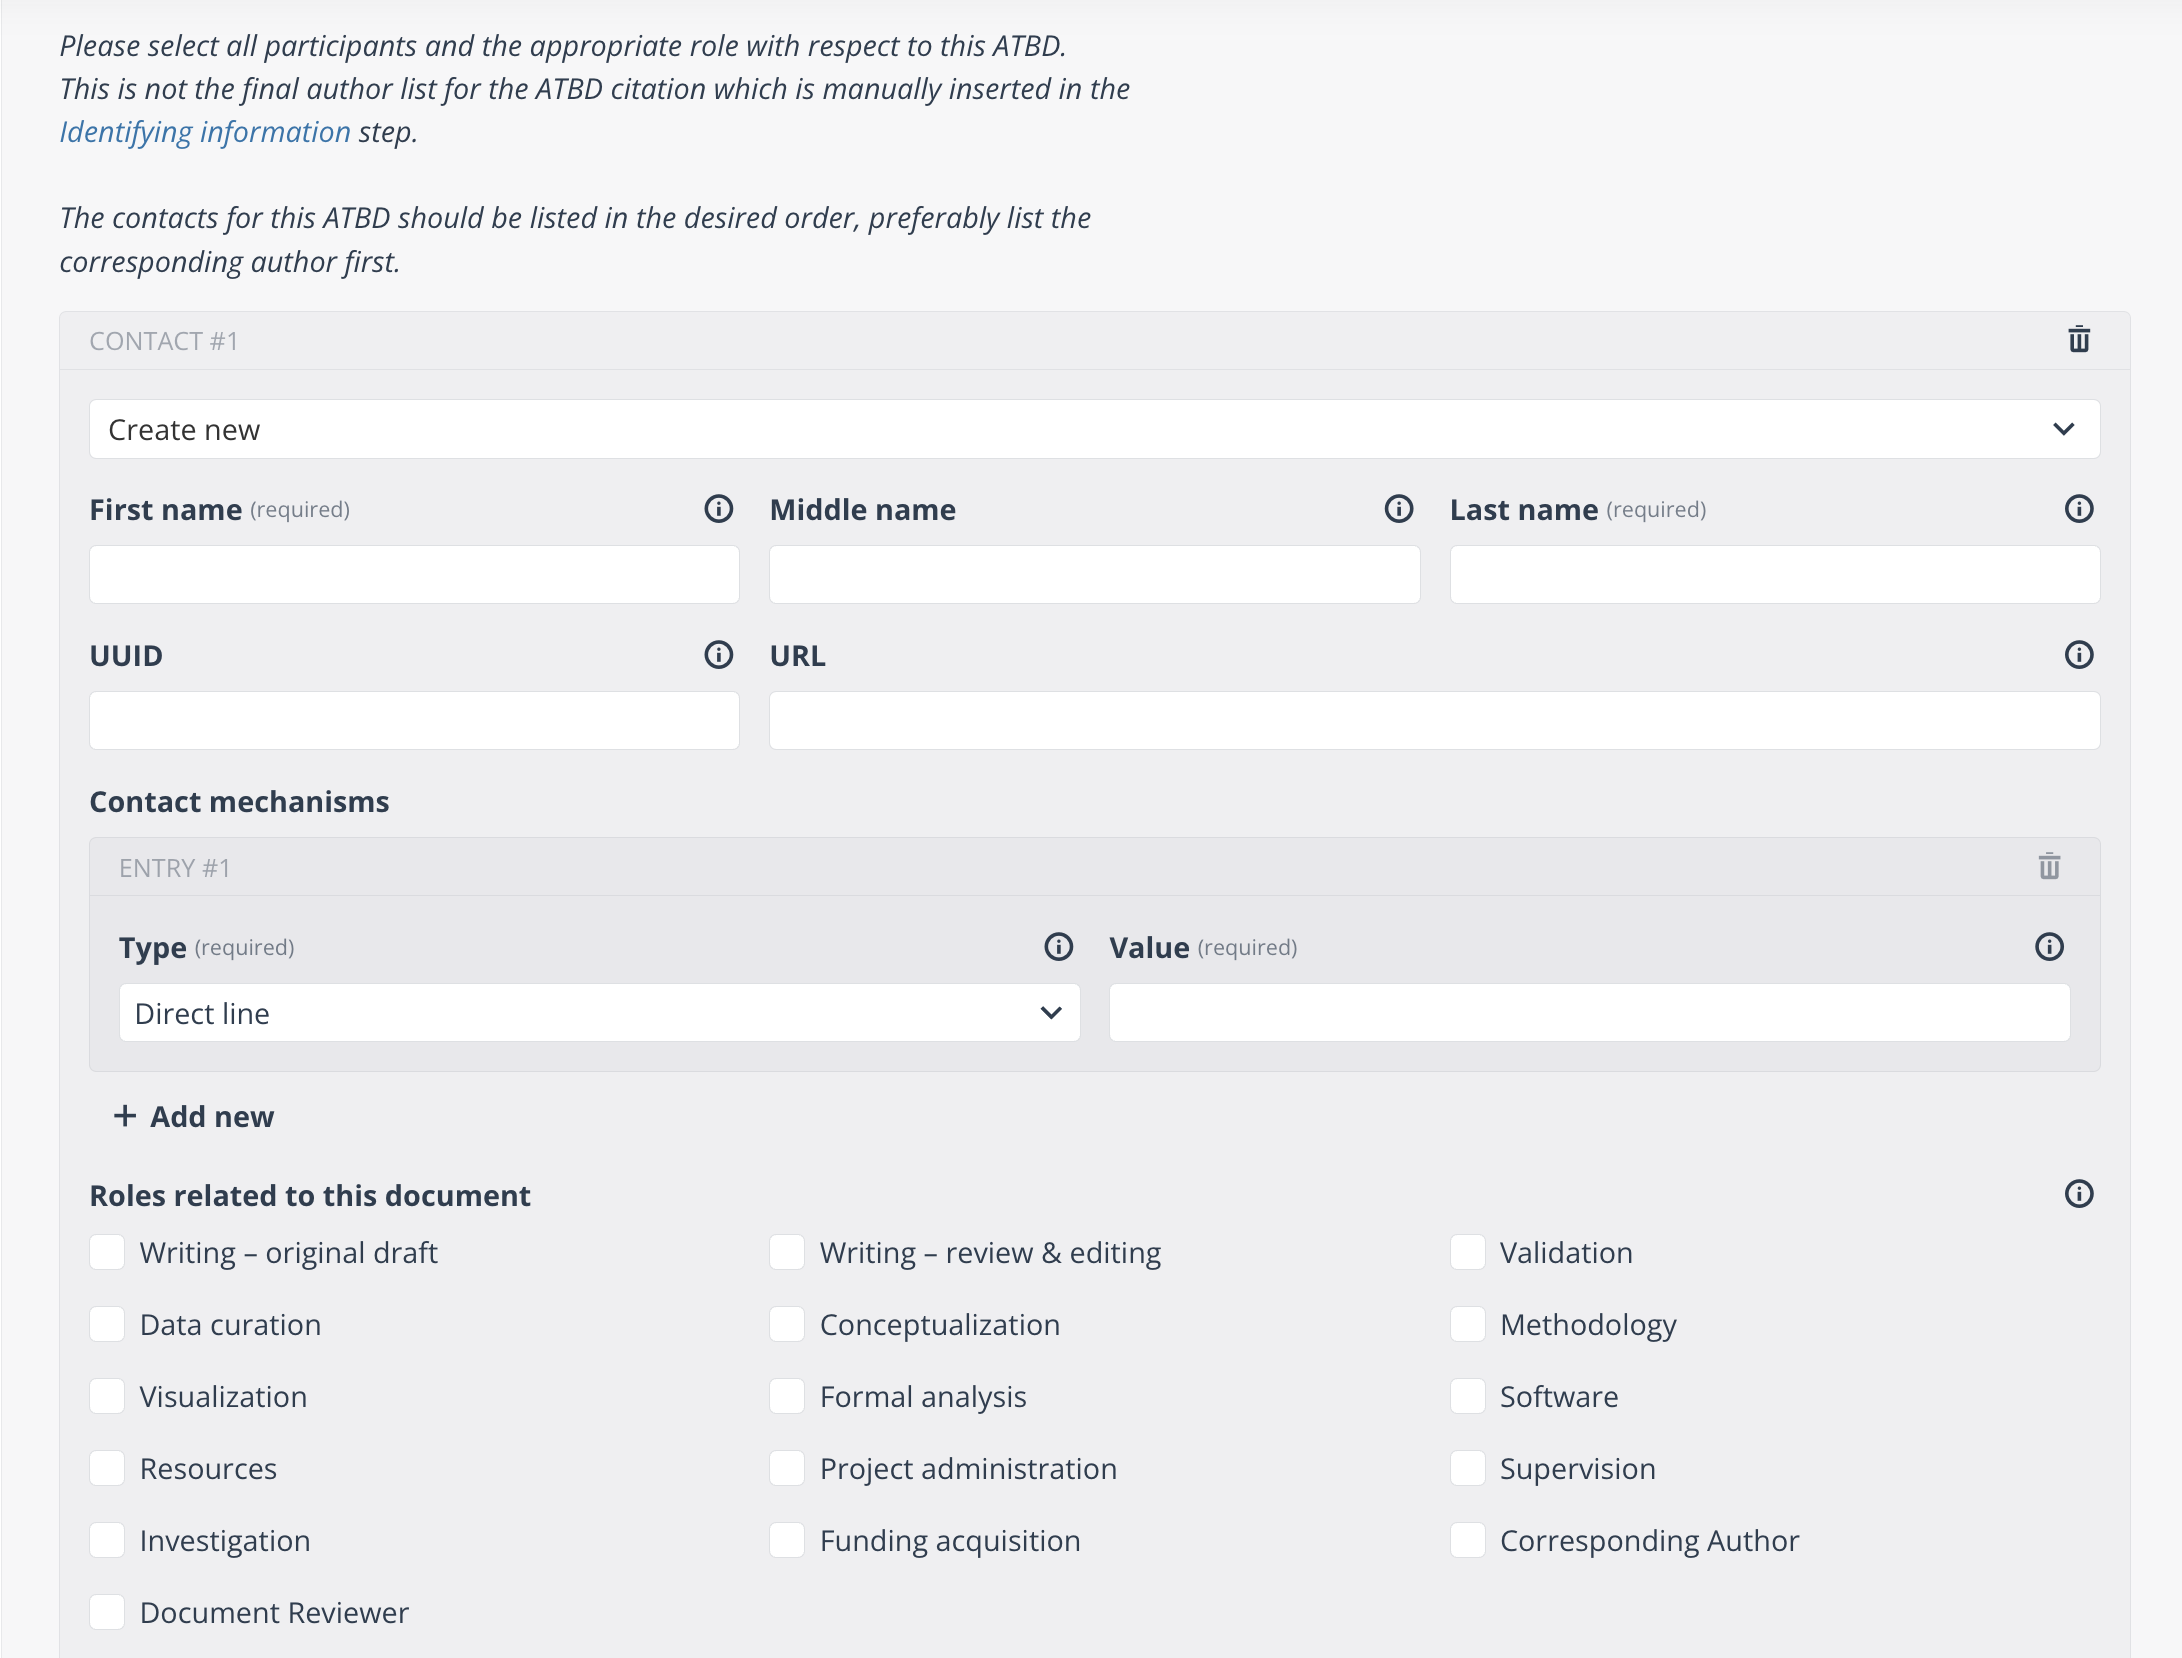 Please select all participants and the appropriate role with respect to this ATBD.
This is not the final author list for the ATBD citation which is manually inserted in the
Identifying information step.
The contacts for this ATBD should be listed in the desired order, preferably list the
corresponding author first.
CONTACT #1
Create new
First name (required) Middle name Last name (required)
UUID URL
Contact mechanisms
ENTRY #1
Type (required) Value (required)
Direct line
+ Add new
Roles related to this document
Writing – original draft Writing – review & editing Validation
Data curation Conceptualization Methodology
Visualization Formal analysis Software
Resources Project administration Supervision
Investigation Funding acquisition Corresponding Author
Document Reviewer